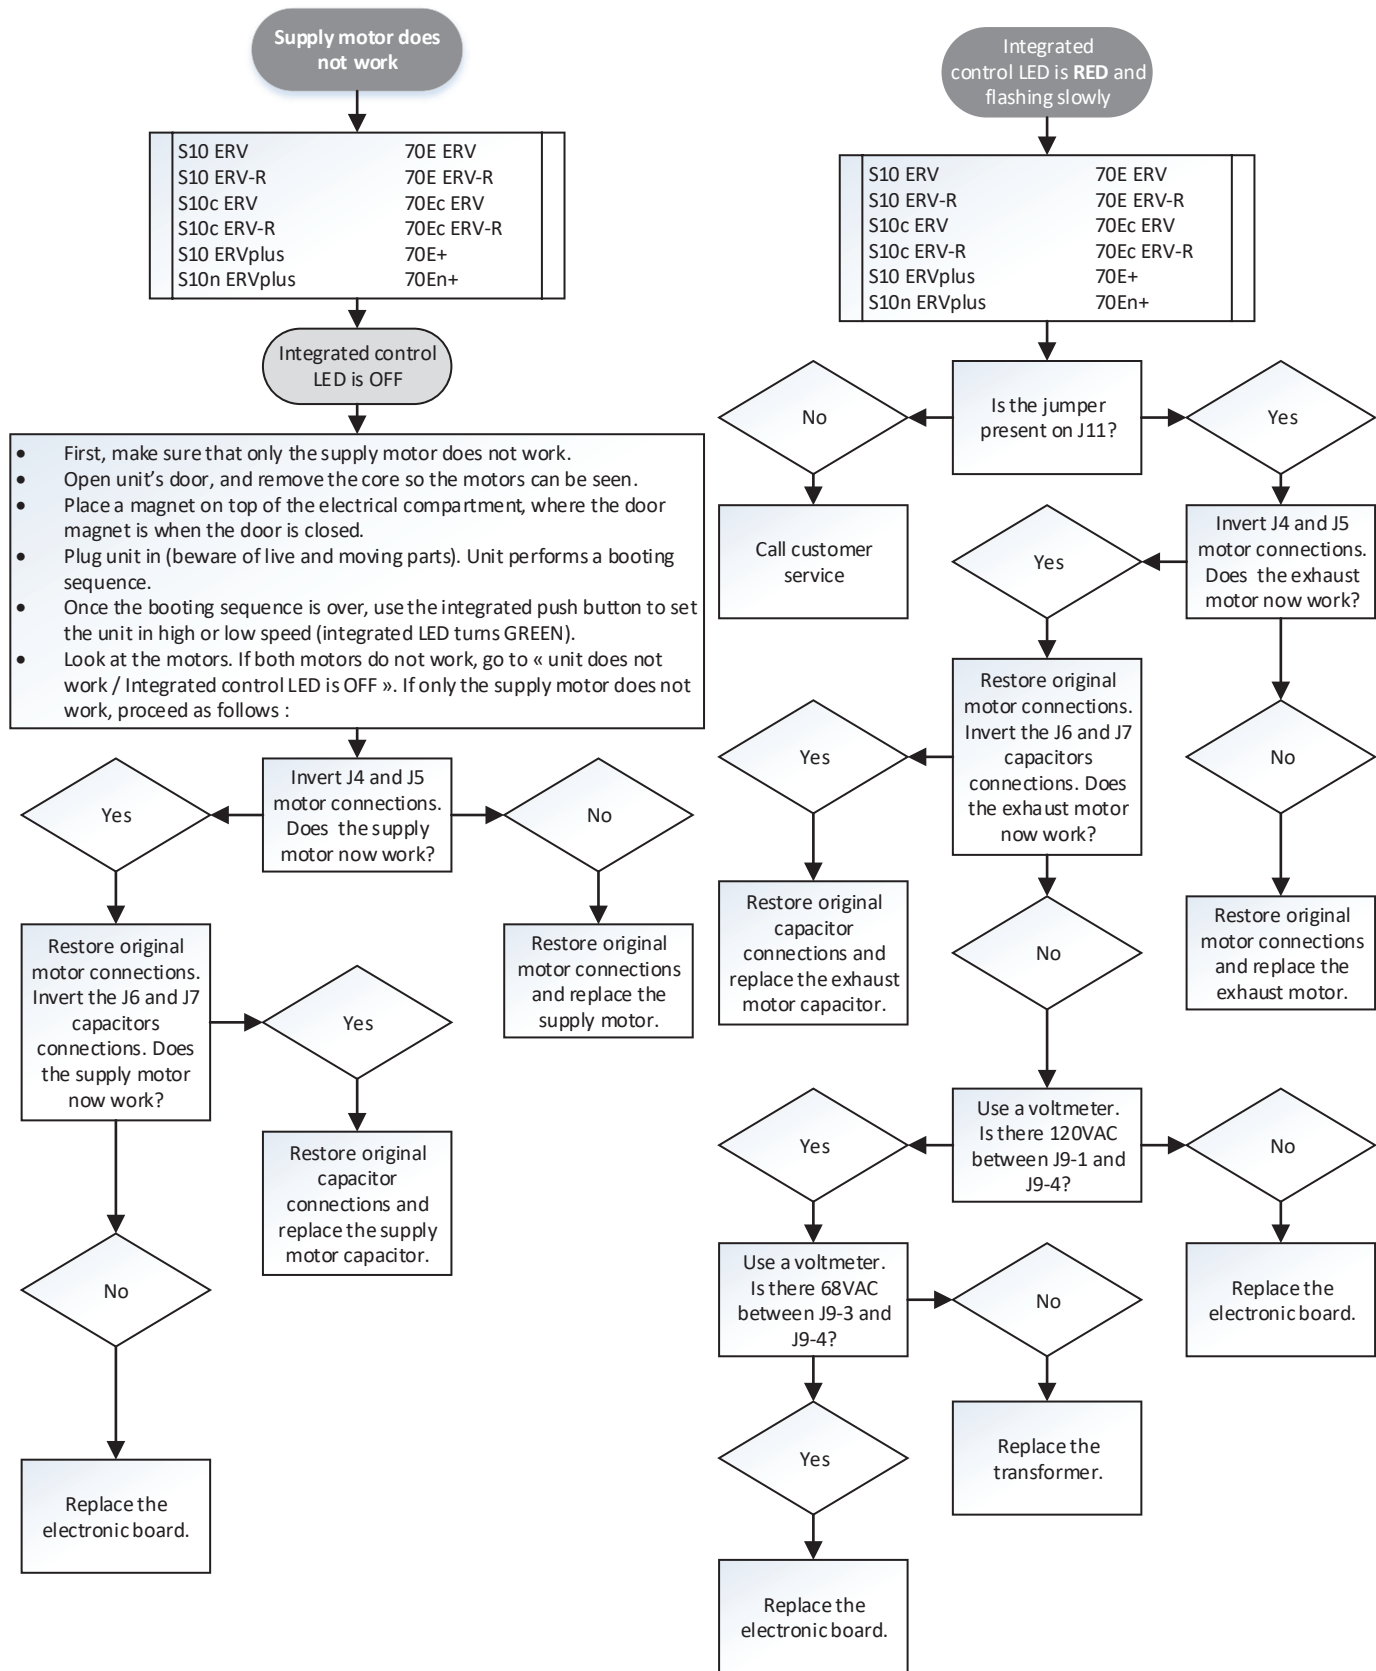 Supply motor does
not work
S10 ERV 70E ERV
S10 ERV-R 70E ERV-R
S10c ERV 70Ec ERV
S10c ERV-R 70Ec ERV-R
S10 ERVplus 70E+
S10n ERVplus 70En+
Integrated control
LED is OFF
• First, make sure that only the supply motor does not work.
• Open unit’s door, and remove the core so the motors can be seen.
• Place a magnet on top of the electrical compartment, where the door
magnet is when the door is closed.
• Plug unit in (beware of live and moving parts). Unit performs a booting
sequence.
• Once the booting sequence is over, use the integrated push button to set
the unit in high or low speed (integrated LED turns GREEN).
• Look at the motors. If both motors do not work, go to « unit does not
work / Integrated control LED is OFF ». If only the supply motor does not
work, proceed as follows :
Invert J4 and J5
motor connections.
Does the supply
motor now work?
Yes
No
Restore original
motor connections.
Invert the J6 and J7
capacitors
connections. Does
the supply motor
now work?
Restore original
motor connections
and replace the
supply motor.
Yes
Restore original
capacitor
connections and
replace the supply
motor capacitor.
No
Replace the
electronic board.
Integrated
control LED is RED and
flashing slowly
S10 ERV 70E ERV
S10 ERV-R 70E ERV-R
S10c ERV 70Ec ERV
S10c ERV-R 70Ec ERV-R
S10 ERVplus 70E+
S10n ERVplus 70En+
No
Is the jumper
present on J11?
Yes
Call customer
service
Yes
Invert J4 and J5
motor connections.
Does the exhaust
motor now work?
Yes
Restore original
motor connections.
Invert the J6 and J7
capacitors
connections. Does
the exhaust motor
now work?
No
Restore original
capacitor
connections and
replace the exhaust
motor capacitor.
No
Restore original
motor connections
and replace the
exhaust motor.
Yes
Use a voltmeter.
Is there 120VAC
between J9-1 and
J9-4?
No
Use a voltmeter.
Is there 68VAC
between J9-3 and
J9-4?
No
Replace the
electronic board.
Yes
Replace the
transformer.
Replace the
electronic board.